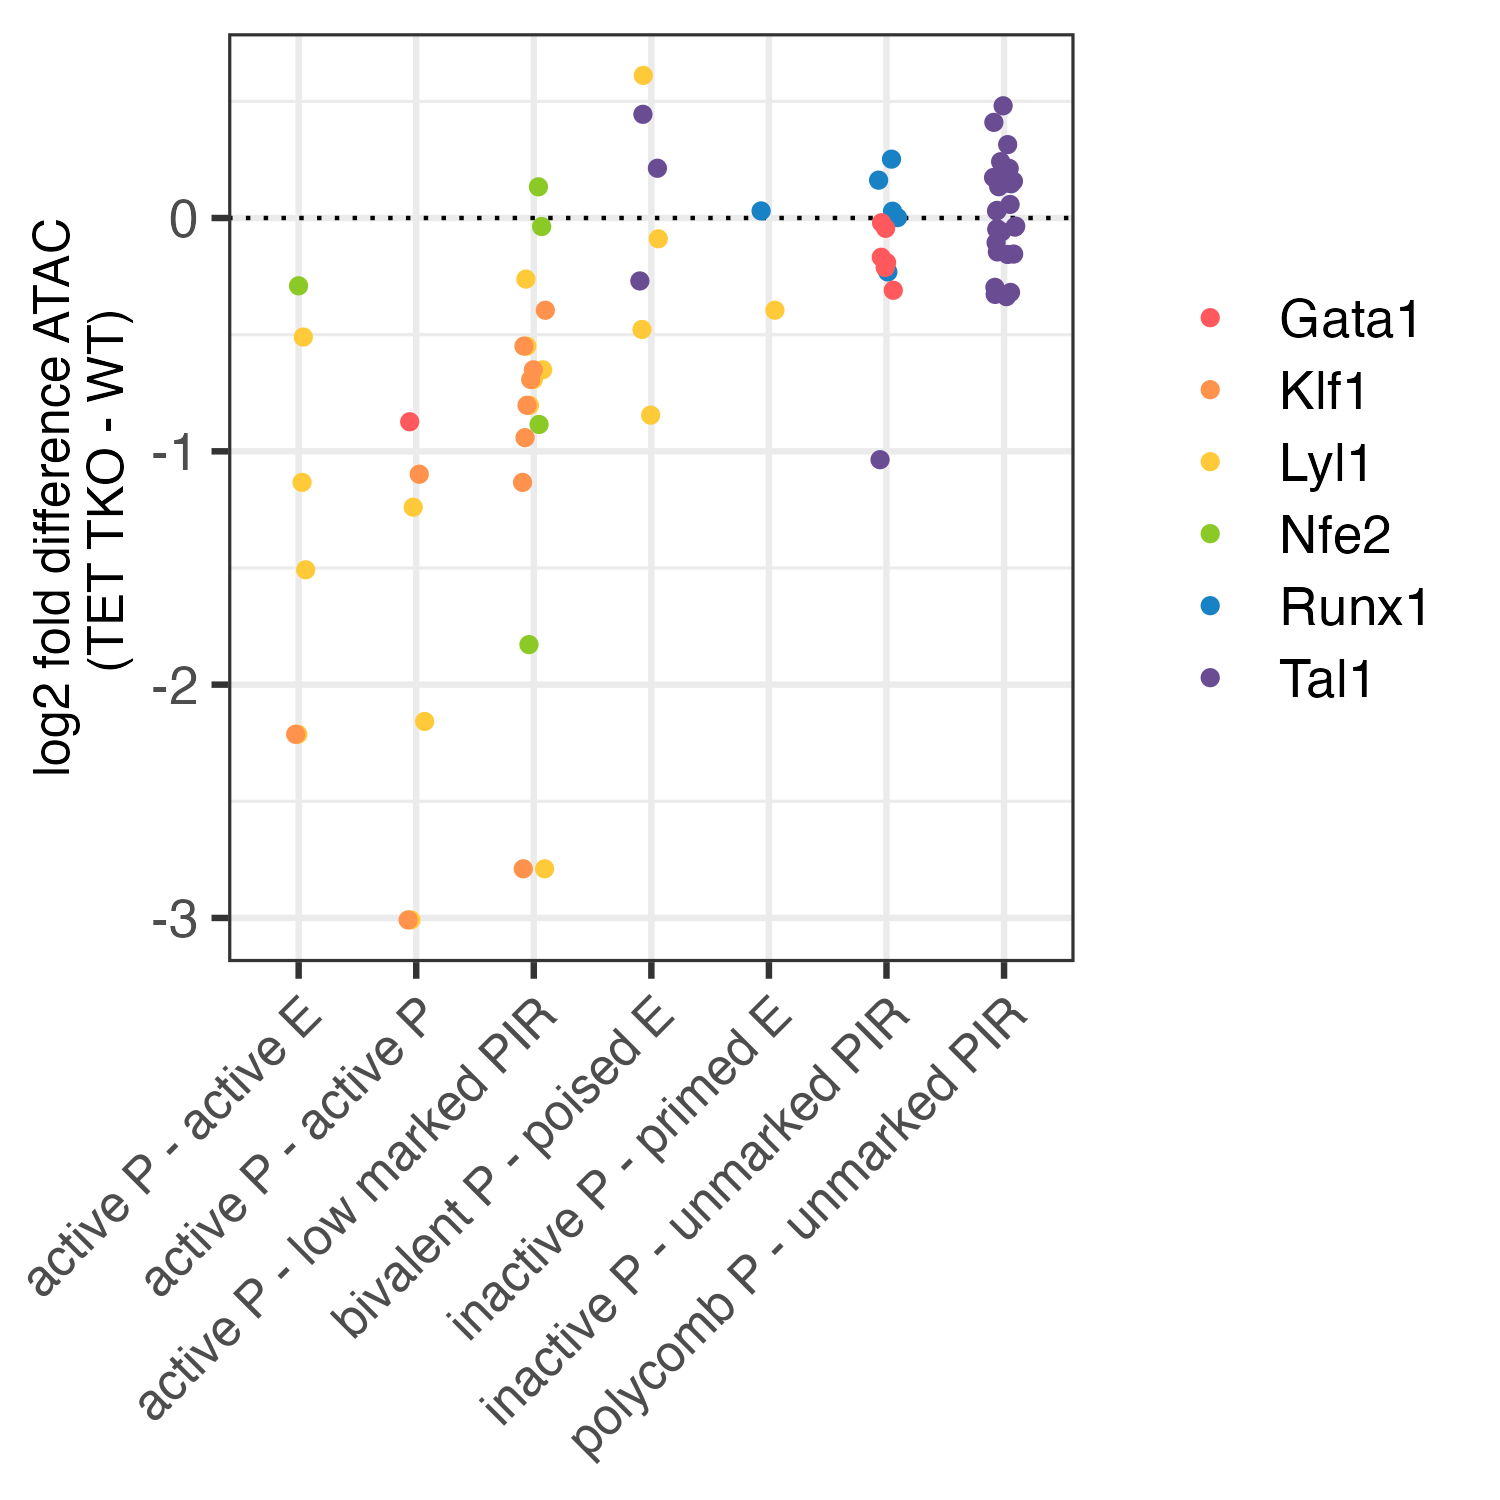 log2 fold difference ATAC
(TET TKO - WT)
0
-1
-2
-3
active P - active E
active P - active P
active P - low marked PIR
bivalent P - poised E
inactive P - primed E
inactive P - unmarked PIR
polycomb P - unmarked PIR
Gata1
Klf1
Lyl1
Nfe2
Runx1
Tal1